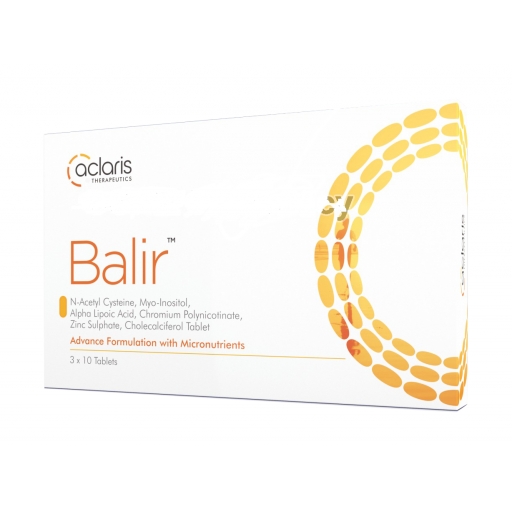 aclaris
THERAPEUTICS
Balir™
N-Acetyl Cysteine, Myo-Inositol,
Alpha Lipoic Acid, Chromium Polynicotinate,
Zinc Sulphate, Cholecalciferol Tablet
Advance Formulation with Micronutrients
3 x 10 Tablets
aclaris